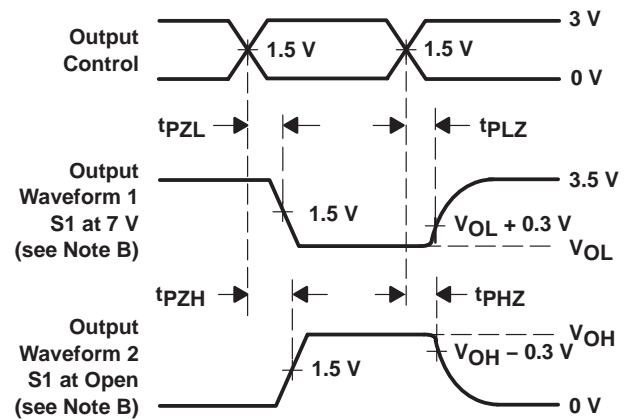 Output
Control
1.5 V
1.5 V
3 V
0 V
tPZL
tPLZ
Output
Waveform 1
S1 at 7 V
(see Note B)
1.5 V
3.5 V
VOL + 0.3 V
VOL
tPZH
tPHZ
Output
Waveform 2
S1 at Open
(see Note B)
1.5 V
VOH
VOH − 0.3 V
0 V